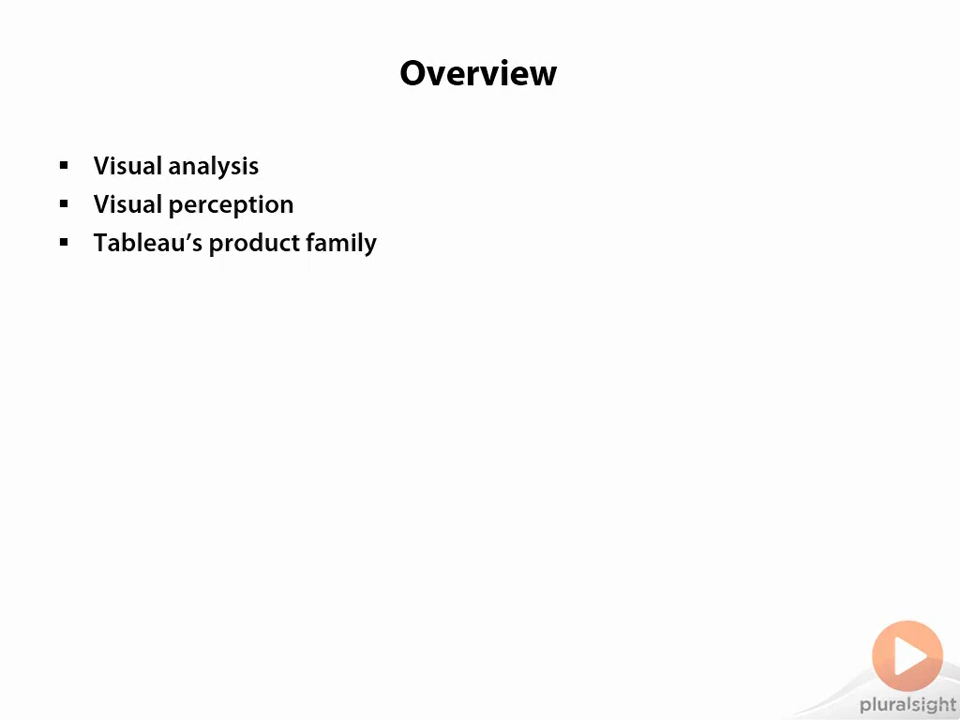 Overview
▪ Visual analysis
▪ Visual perception
▪ Tableau’s product family
pluralsight